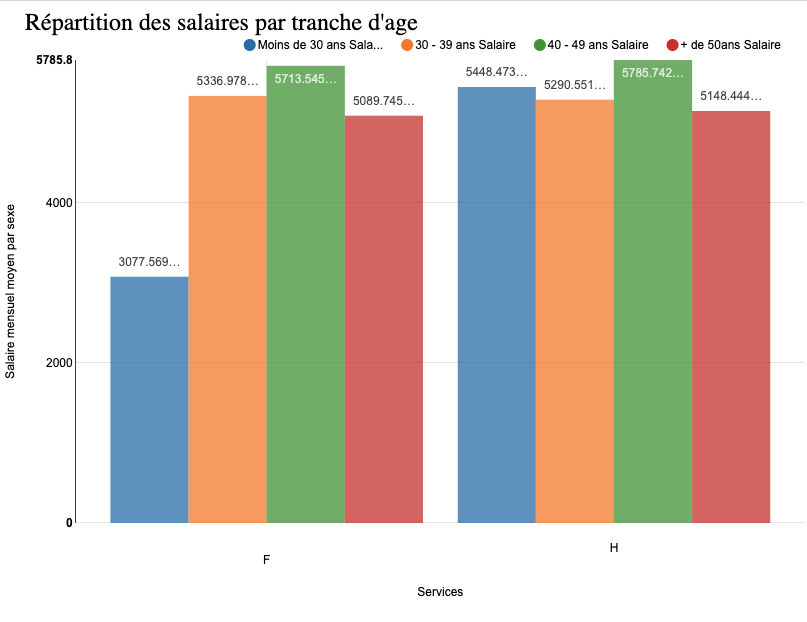 Répartition des salaires par tranche d'age
Moins de 30 ans Sala... 30 - 39 ans Salaire 40 - 49 ans Salaire + de 50ans Salaire
5785.8
4000
2000
0
Salaire mensuel moyen par sexe
3077.569…
5336.978…
5713.545…
5089.745…
5448.473…
5290.551…
5785.742…
5148.444…
F
H
Services